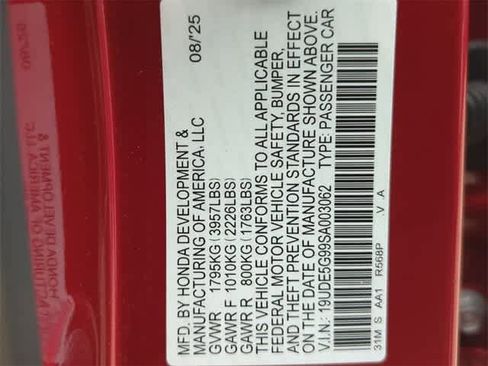 MFD. BY HONDA DEVELOPMENT & 08/'25
MANUFACTURING OF AMERICA, LLC
GVWR 1795KG (3957LBS)
GAWR F 1010KG (2226LBS)
GAWR R 800KG (1763LBS)
THIS VEHICLE CONFORMS TO ALL APPLICABLE
FEDERAL MOTOR VEHICLE SAFETY, BUMPER,
AND THEFT PREVENTION STANDARDS IN EFFECT
ON THE DATE OF MANUFACTURE SHOWN ABOVE.
V.I.N.: 19UDE5G99SA003062 TYPE: PASSENGER CAR
31M S AA1 R568P .V .A